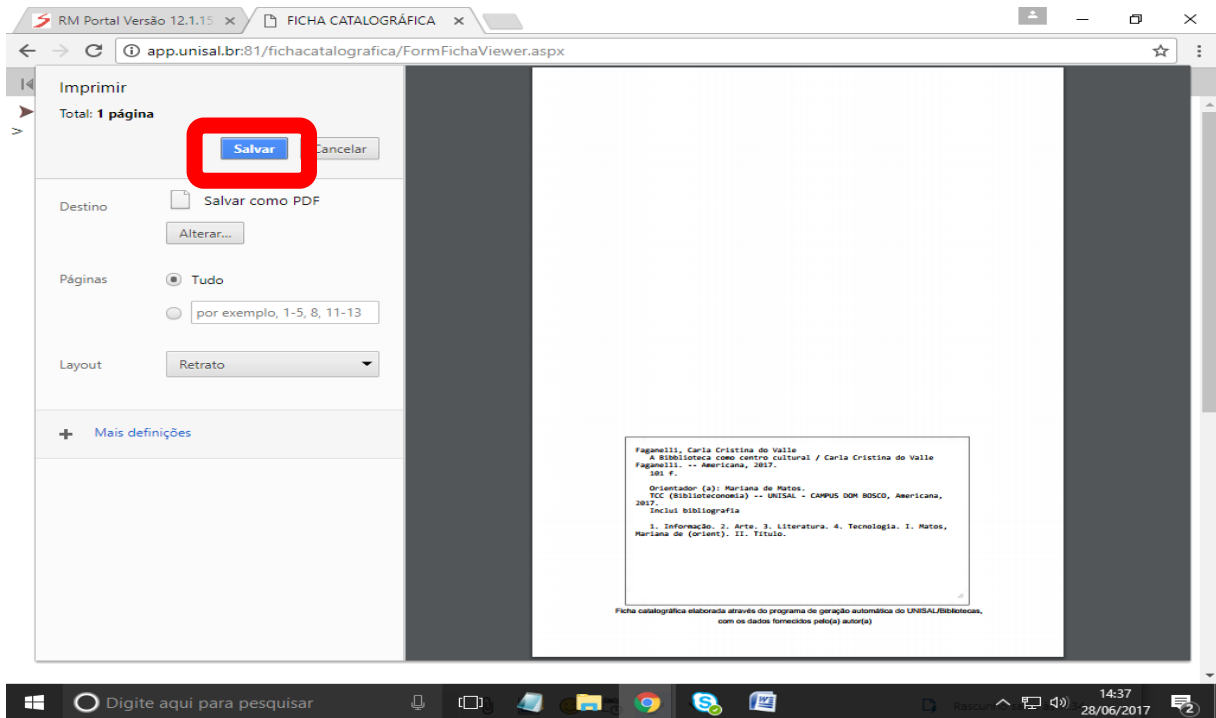 RM Portal Versão 12.1.15
FICHA CATALOGRÁFICA
app.unisal.br:81/fichacatalografica/FormFichaViewer.aspx
Imprimir
Total: 1 página
Salvar
Cancelar
Destino
Salvar como PDF
Alterar...
Páginas
Tudo
por exemplo, 1-5, 8, 11-13
Layout
Retrato
Mais definições
Faganelli, Carla Cristina do Valle
A Bibblioteca como centro cultural / Carla Cristina do Valle
Faganelli. -- Americana, 2017.
101 f.
Orientador (a): Mariana de Matos.
TCC (Biblioteconomia) -- UNISAL - CAMPUS DOM BOSCO, Americana,
2017.
Inclui bibliografia
1. Informação. 2. Arte. 3. Literatura. 4. Tecnologia. I. Matos,
Mariana de (orient). II. Título.
Ficha catalográfica elaborada através do programa de geração automática do UNISAL/Bibliotecas,
com os dados fornecidos pelo(a) autor(a)
Digite aqui para pesquisar
14:37
28/06/2017
2